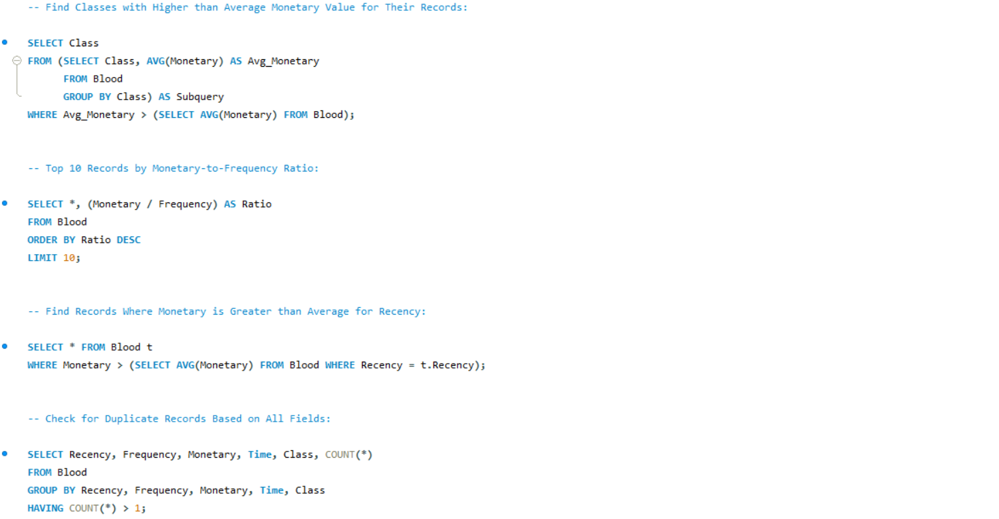 -- Find Classes with Higher than Average Monetary Value for Their Records:
SELECT Class
FROM (SELECT Class, AVG(Monetary) AS Avg_Monetary
FROM Blood
GROUP BY Class) AS Subquery
WHERE Avg_Monetary > (SELECT AVG(Monetary) FROM Blood);
-- Top 10 Records by Monetary-to-Frequency Ratio:
SELECT *, (Monetary / Frequency) AS Ratio
FROM Blood
ORDER BY Ratio DESC
LIMIT 10;
-- Find Records Where Monetary is Greater than Average for Recency:
SELECT * FROM Blood t
WHERE Monetary > (SELECT AVG(Monetary) FROM Blood WHERE Recency = t.Recency);
-- Check for Duplicate Records Based on All Fields:
SELECT Recency, Frequency, Monetary, Time, Class, COUNT(*)
FROM Blood
GROUP BY Recency, Frequency, Monetary, Time, Class
HAVING COUNT(*) > 1;